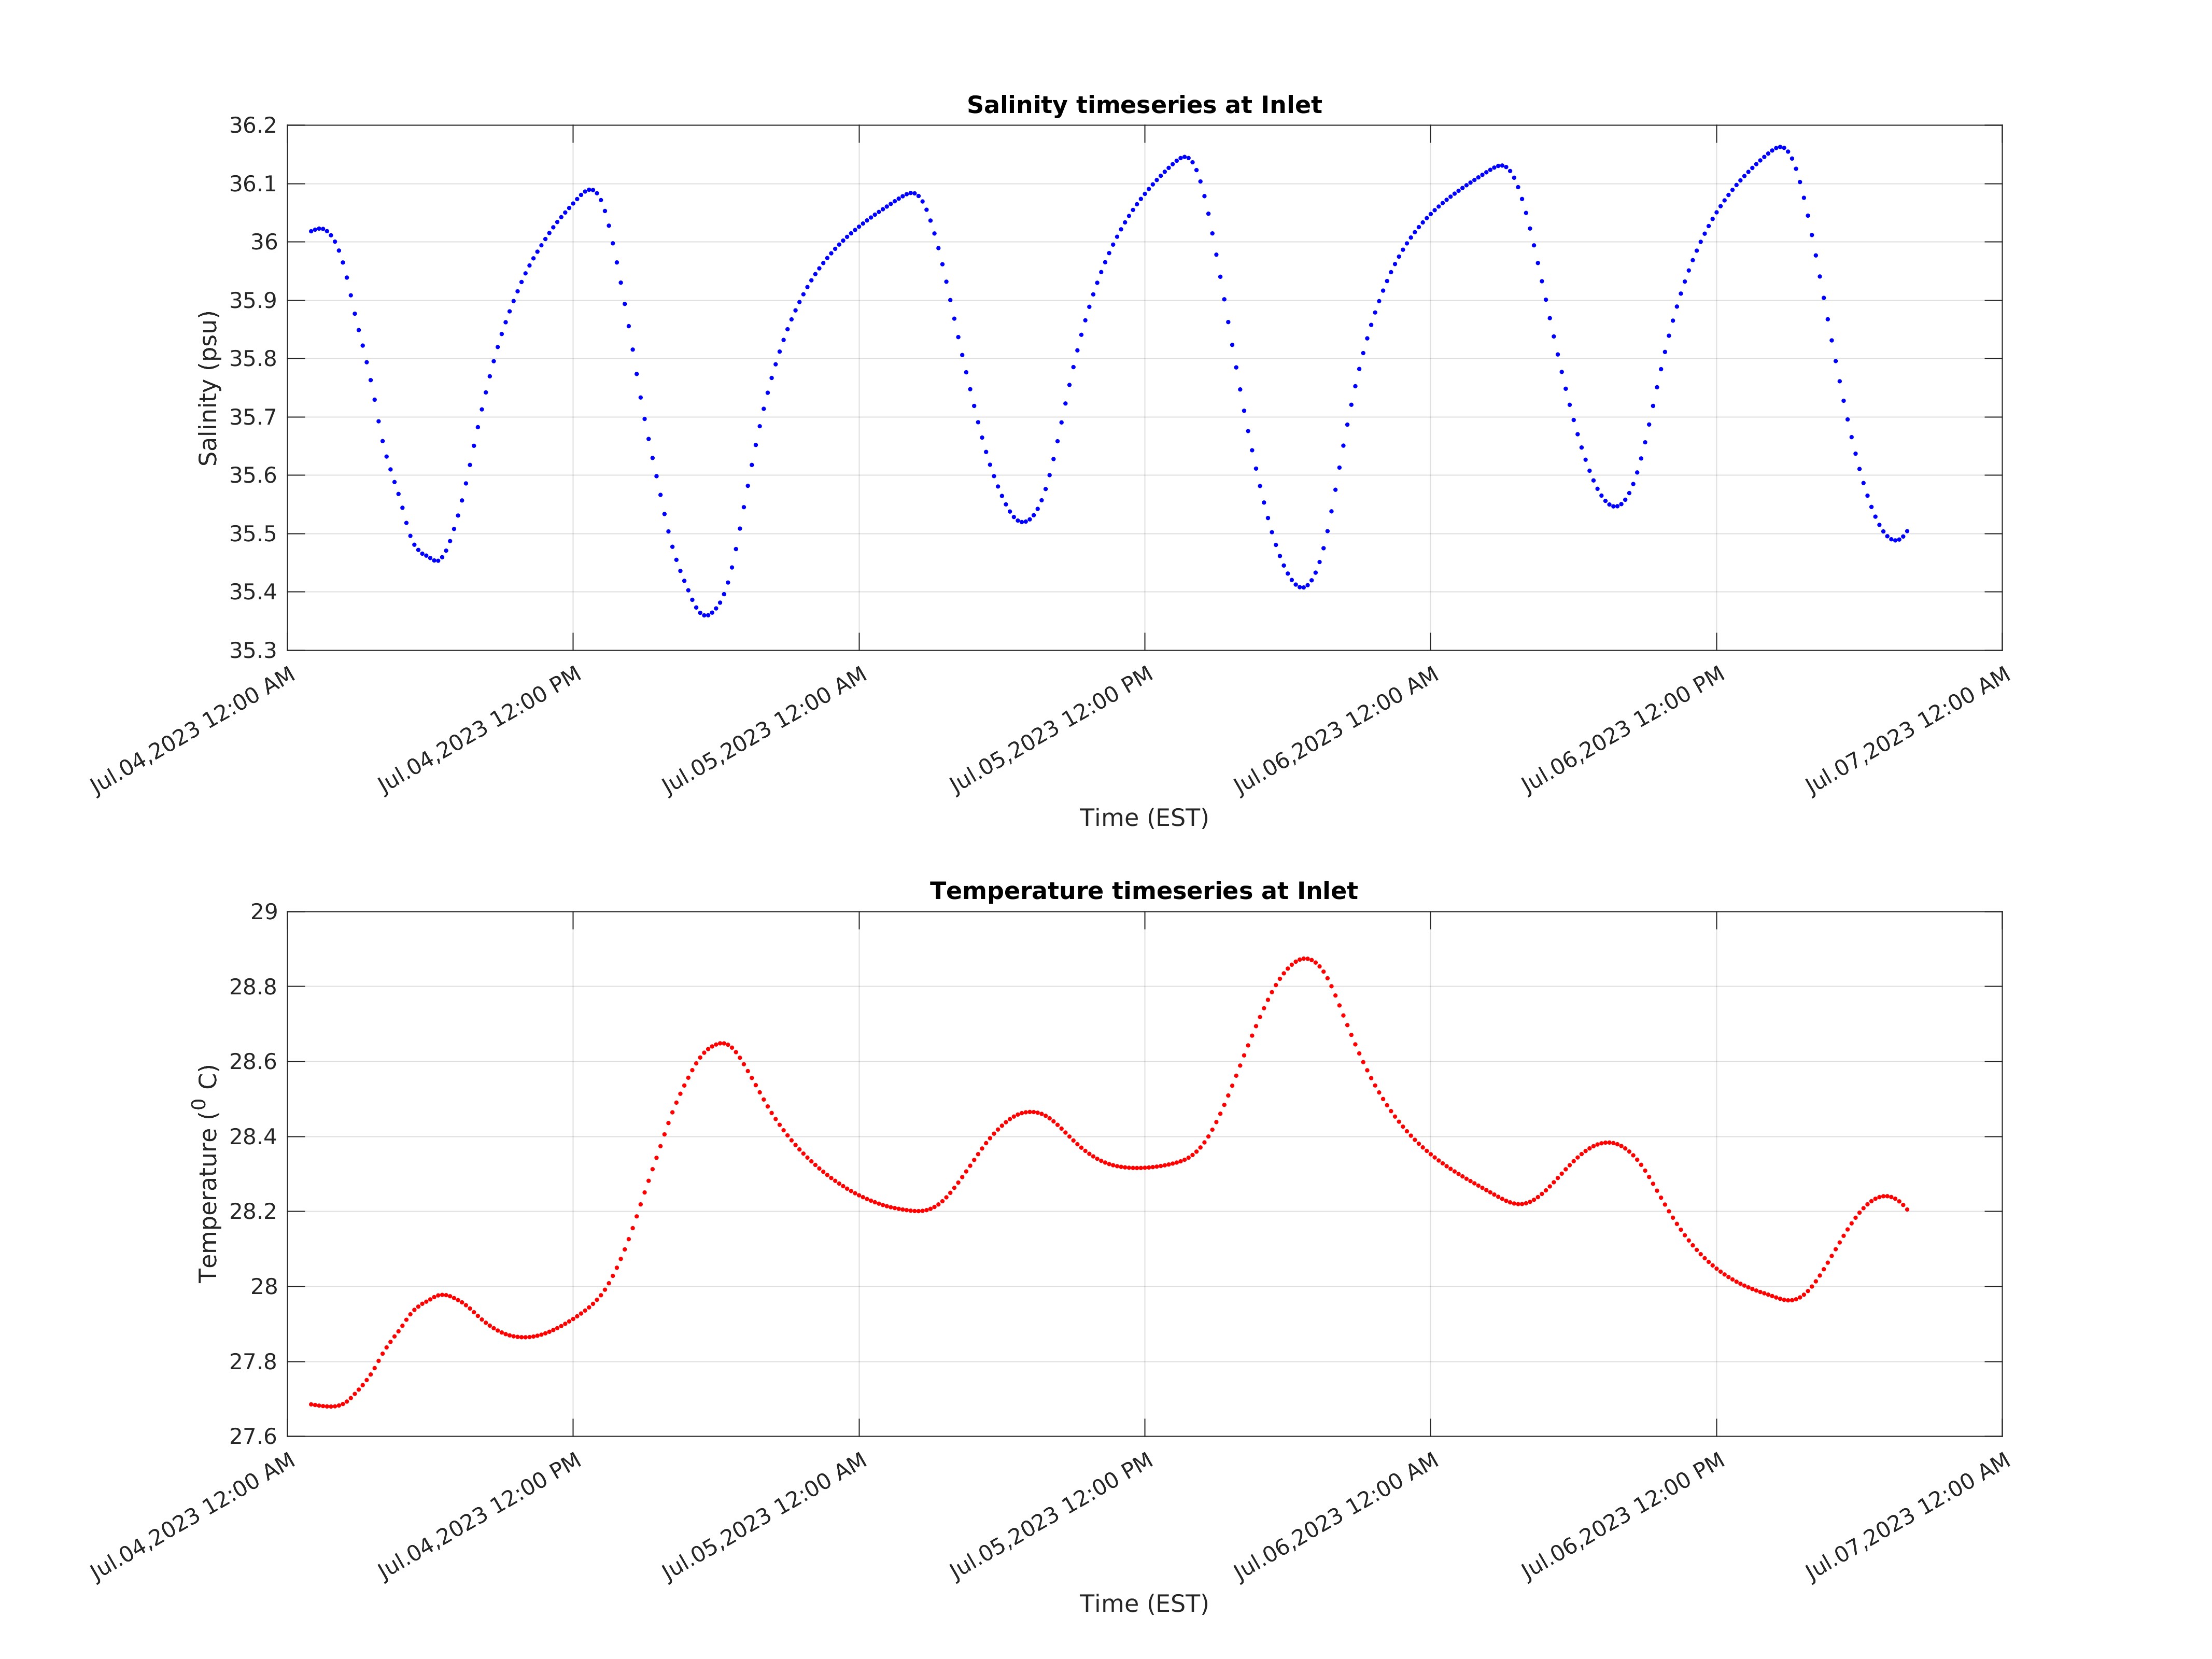 Salinity timeseries at Inlet
36.2
36.1
36
35.9
35.8
35.7
35.6
35.5
35.4
35.3
Salinity (psu)
Jul.04,2023 12:00 AM
Jul.04,2023 12:00 PM
Jul.05,2023 12:00 AM
Jul.05,2023 12:00 PM
Jul.06,2023 12:00 AM
Jul.06,2023 12:00 PM
Jul.07,2023 12:00 AM
Time (EST)
Temperature timeseries at Inlet
29
28.8
28.6
28.4
28.2
28
27.8
27.6
Temperature (⁰ C)
Jul.04,2023 12:00 AM
Jul.04,2023 12:00 PM
Jul.05,2023 12:00 AM
Jul.05,2023 12:00 PM
Jul.06,2023 12:00 AM
Jul.06,2023 12:00 PM
Jul.07,2023 12:00 AM
Time (EST)